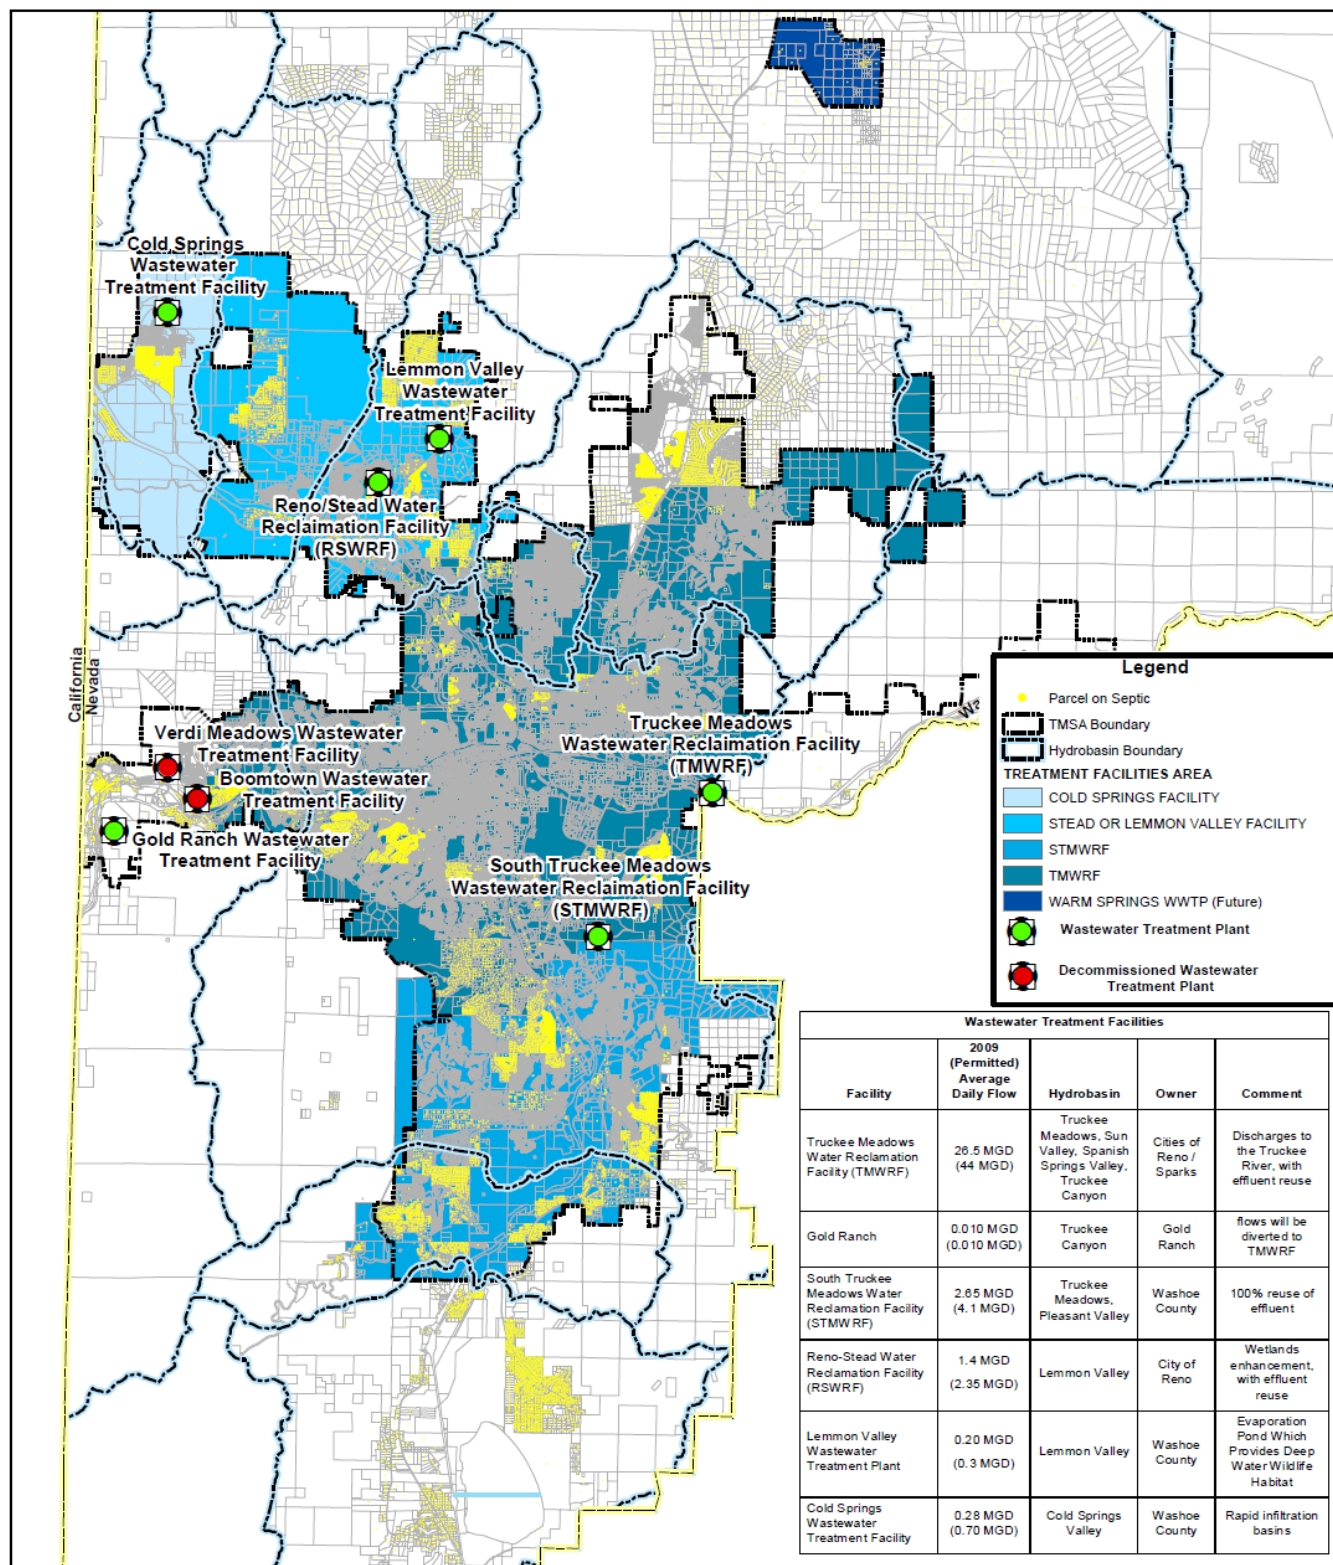 Cold Springs
Wastewater
Treatment Facility
Lemmon Valley
Wastewater
Treatment Facility
Reno/Stead Water
Reclaimation Facility
(RSWRF)
California
Nevada
Verdi Meadows Wastewater
Treatment Facility
Boomtown Wastewater
Treatment Facility
Gold Ranch Wastewater
Treatment Facility
Truckee Meadows
Wastewater Reclaimation Facility
(TMWRF)
South Truckee Meadows
Wastewater Reclaimation Facility
(STMWRF)
Wa
Legend
Parcel on Septic
TMSA Boundary
Hydrobasin Boundary
TREATMENT FACILITIES AREA
COLD SPRINGS FACILITY
STEAD OR LEMMON VALLEY FACILITY
STMWRF
TMWRF
WARM SPRINGS WWTP (Future)
Wastewater Treatment Plant
Decommissioned Wastewater
Treatment Plant
Wastewater Treatment Facilities
Facility
2009
(Permitted)
Average
Daily Flow
Hydrobasin
Owner
Comment
Truckee Meadows
Water Reclamation
Facility (TMWRF)
26.5 MGD
(44 MGD)
Truckee
Meadows, Sun
Valley, Spanish
Springs Valley,
Truckee
Canyon
Cities of
Reno /
Sparks
Discharges to
the Truckee
River, with
effluent reuse
Gold Ranch
0.010 MGD
(0.010 MGD)
Truckee
Canyon
Gold
Ranch
flows will be
diverted to
TMWRF
South Truckee
Meadows Water
Reclamation Facility
(STMWRF)
2.65 MGD
(4.1 MGD)
Truckee
Meadows,
Pleasant Valley
Washoe
County
100% reuse of
effluent
Reno-Stead Water
Reclamation Facility
(RSWRF)
1.4 MGD
(2.35 MGD)
Lemmon Valley
City of
Reno
Wetlands
enhancement,
with effluent
reuse
Lemmon Valley
Wastewater
Treatment Plant
0.20 MGD
(0.3 MGD)
Lemmon Valley
Washoe
County
Evaporation
Pond Which
Provides Deep
Water Wildlife
Habitat
Cold Springs
Wastewater
Treatment Facility
0.28 MGD
(0.70 MGD)
Cold Springs
Valley
Washoe
County
Rapid infiltration
basins